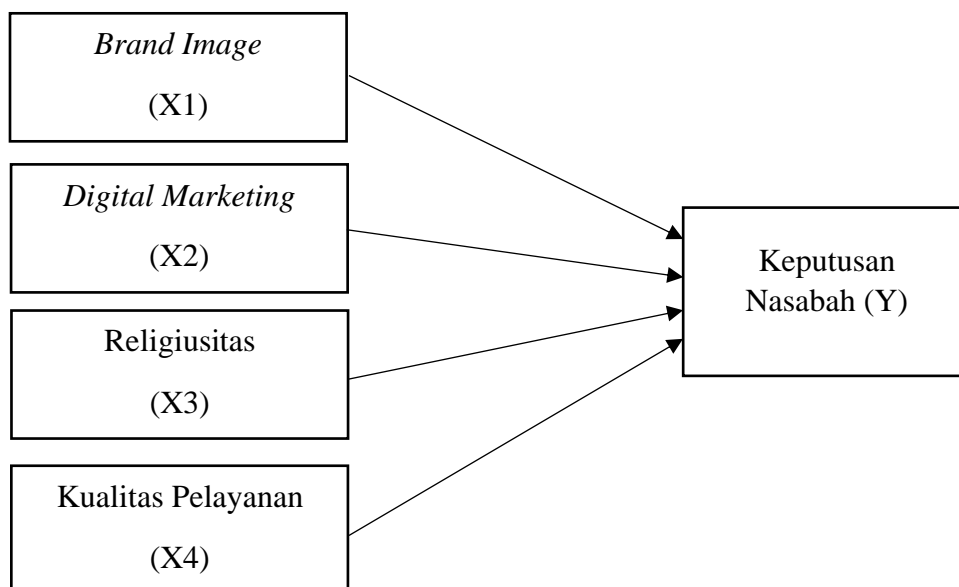 Brand Image
(X1)
Digital Marketing
(X2)
Religiusitas
(X3)
Kualitas Pelayanan
(X4)
Keputusan
Nasabah (Y)